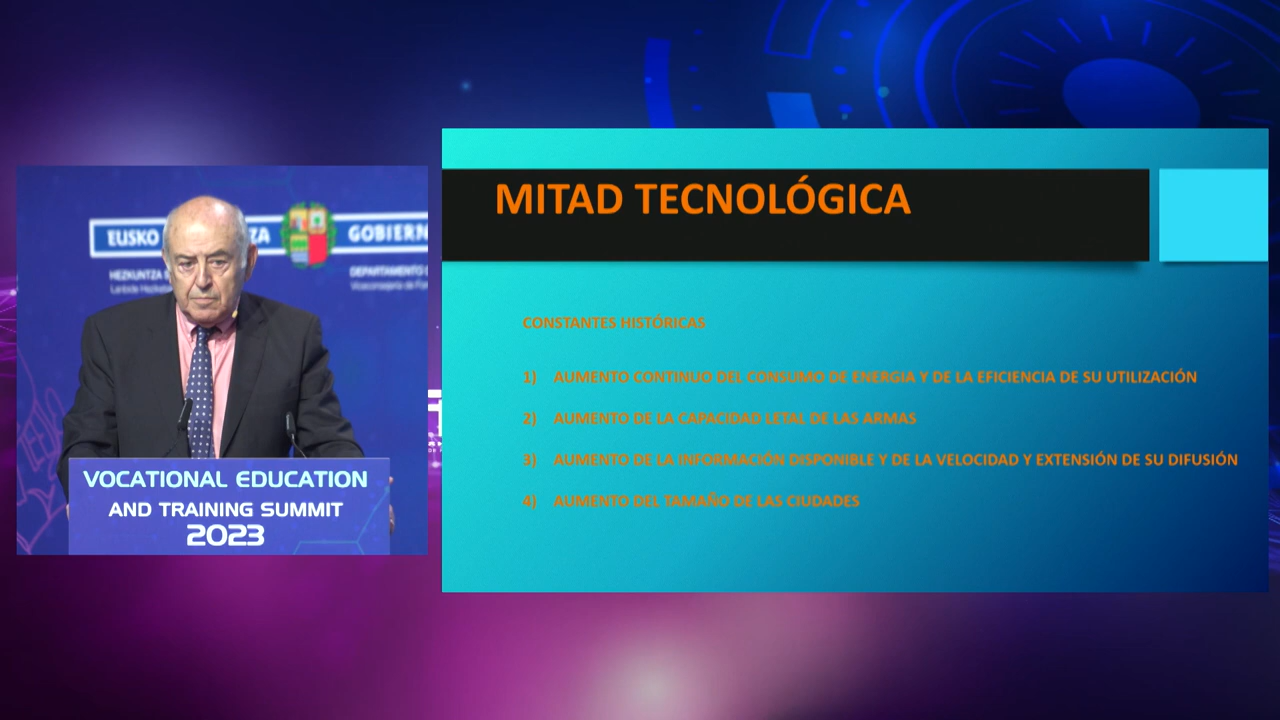 EUSKO
ZA
GOBIERN
HEZKUNTZA
DEPARTAMENTO
VOCATIONAL EDUCATION
AND TRAINING SUMMIT
2023
MITAD TECNOLÓGICA
CONSTANTES HISTÓRICAS
1) AUMENTO CONTINUO DEL CONSUMO DE ENERGIA Y DE LA EFICIENCIA DE SU UTILIZACIÓN
2) AUMENTO DE LA CAPACIDAD LETAL DE LAS ARMAS
3) AUMENTO DE LA INFORMACIÓN DISPONIBLE Y DE LA VELOCIDAD Y EXTENSIÓN DE SU DIFUSIÓN
4) AUMENTO DEL TAMAÑO DE LAS CIUDADES